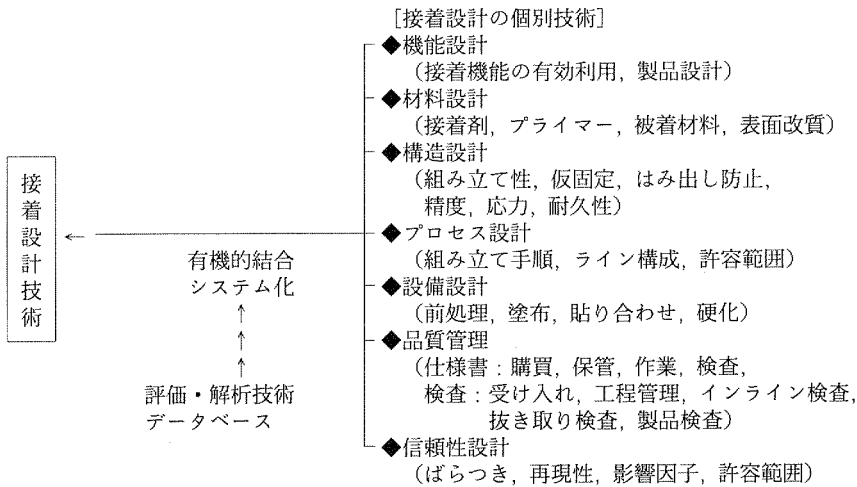 [接着設計の個別技術]
◆機能設計
(接着機能の有効利用, 製品設計)
◆材料設計
(接着剤, プライマー, 被着材料, 表面改質)
◆構造設計
(組み立て性, 仮固定, はみ出し防止,
精度, 応力, 耐久性)
◆プロセス設計
(組み立て手順, ライン構成, 許容範囲)
◆設備設計
(前処理, 塗布, 貼り合わせ, 硬化)
◆品質管理
(仕様書:購買, 保管, 作業, 検査,
検査:受け入れ, 工程管理, インライン検査,
抜き取り検査, 製品検査)
◆信頼性設計
(ばらつき, 再現性, 影響因子, 許容範囲)
接着設計技術
←
有機的結合
システム化
↑
↑
↑
評価・解析技術
データベース